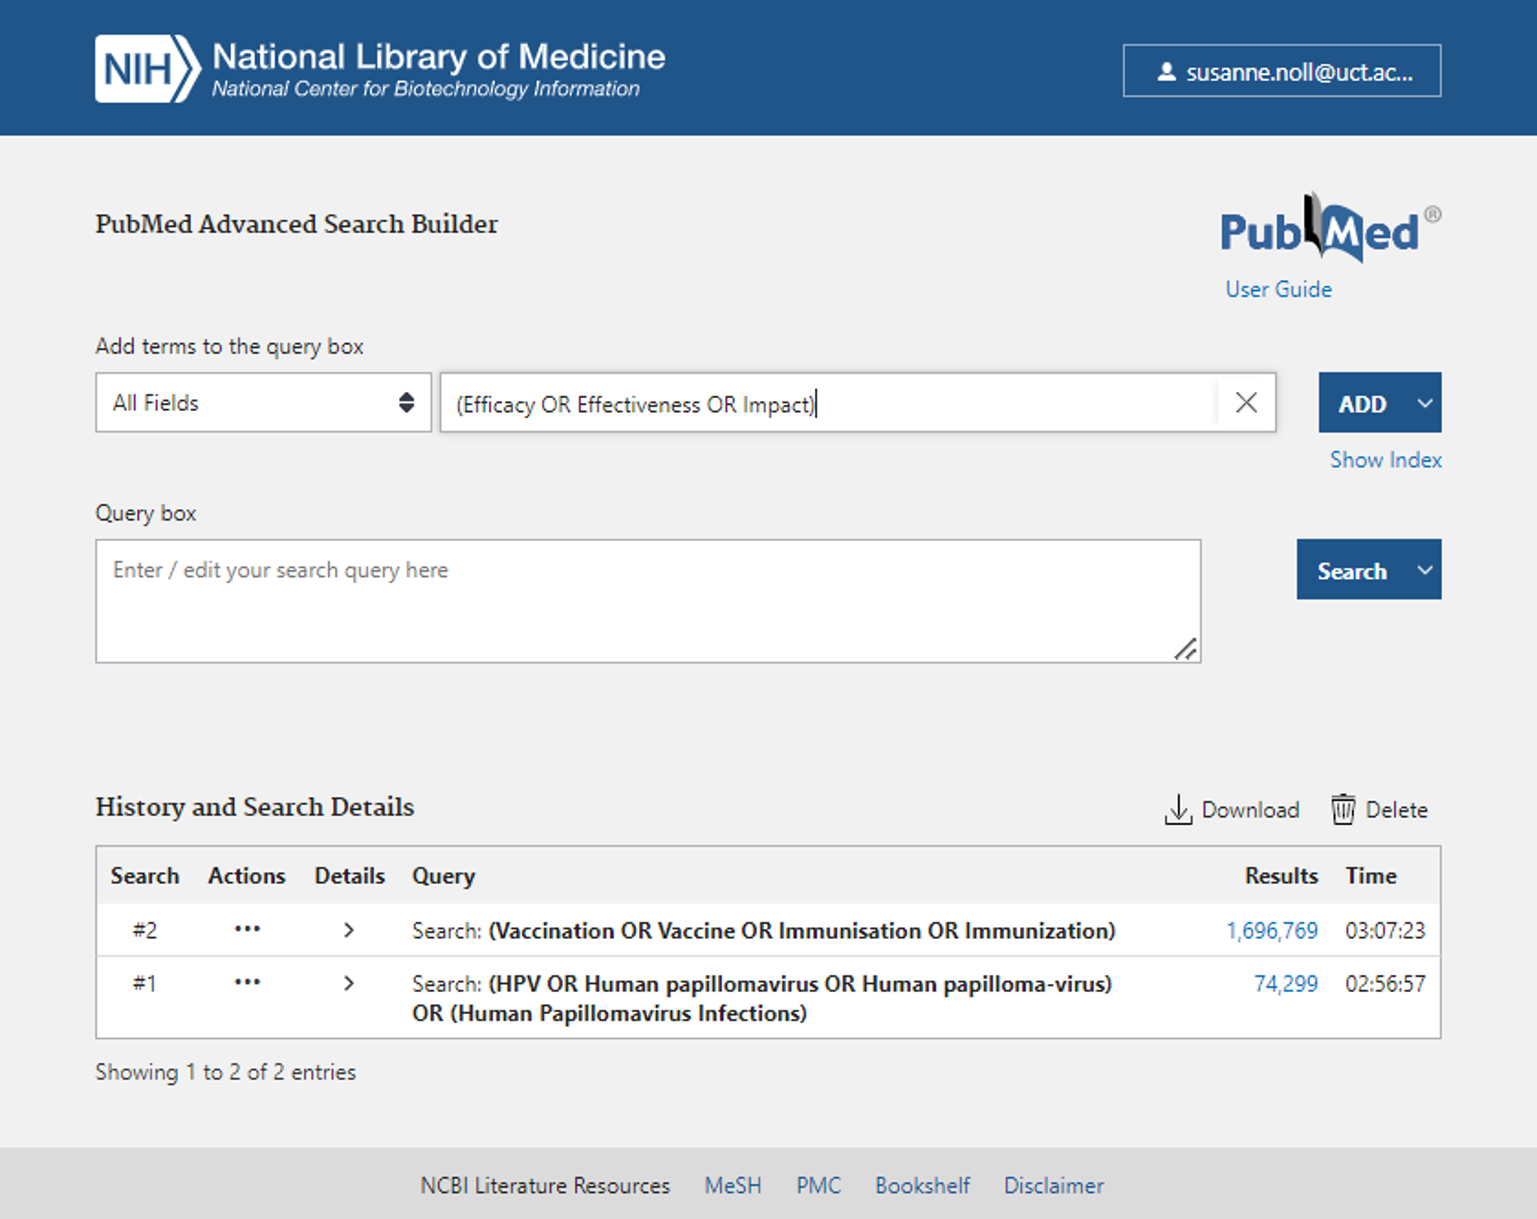 NIH National Library of Medicine
National Center for Biotechnology Information
susanne.noll@uct.ac...
PubMed Advanced Search Builder
PubMed®
User Guide
Add terms to the query box
All Fields
(Efficacy OR Effectiveness OR Impact)
ADD
Show Index
Query box
Enter / edit your search query here
Search
History and Search Details
Download
Delete
Search Actions Details Query Results Time
#2 ••• Search: (Vaccination OR Vaccine OR Immunisation OR Immunization) 1,696,769 03:07:23
#1 ••• Search: (HPV OR Human papillomavirus OR Human papilloma-virus) 74,299 02:56:57
OR (Human Papillomavirus Infections)
Showing 1 to 2 of 2 entries
NCBI Literature Resources MeSH PMC Bookshelf Disclaimer